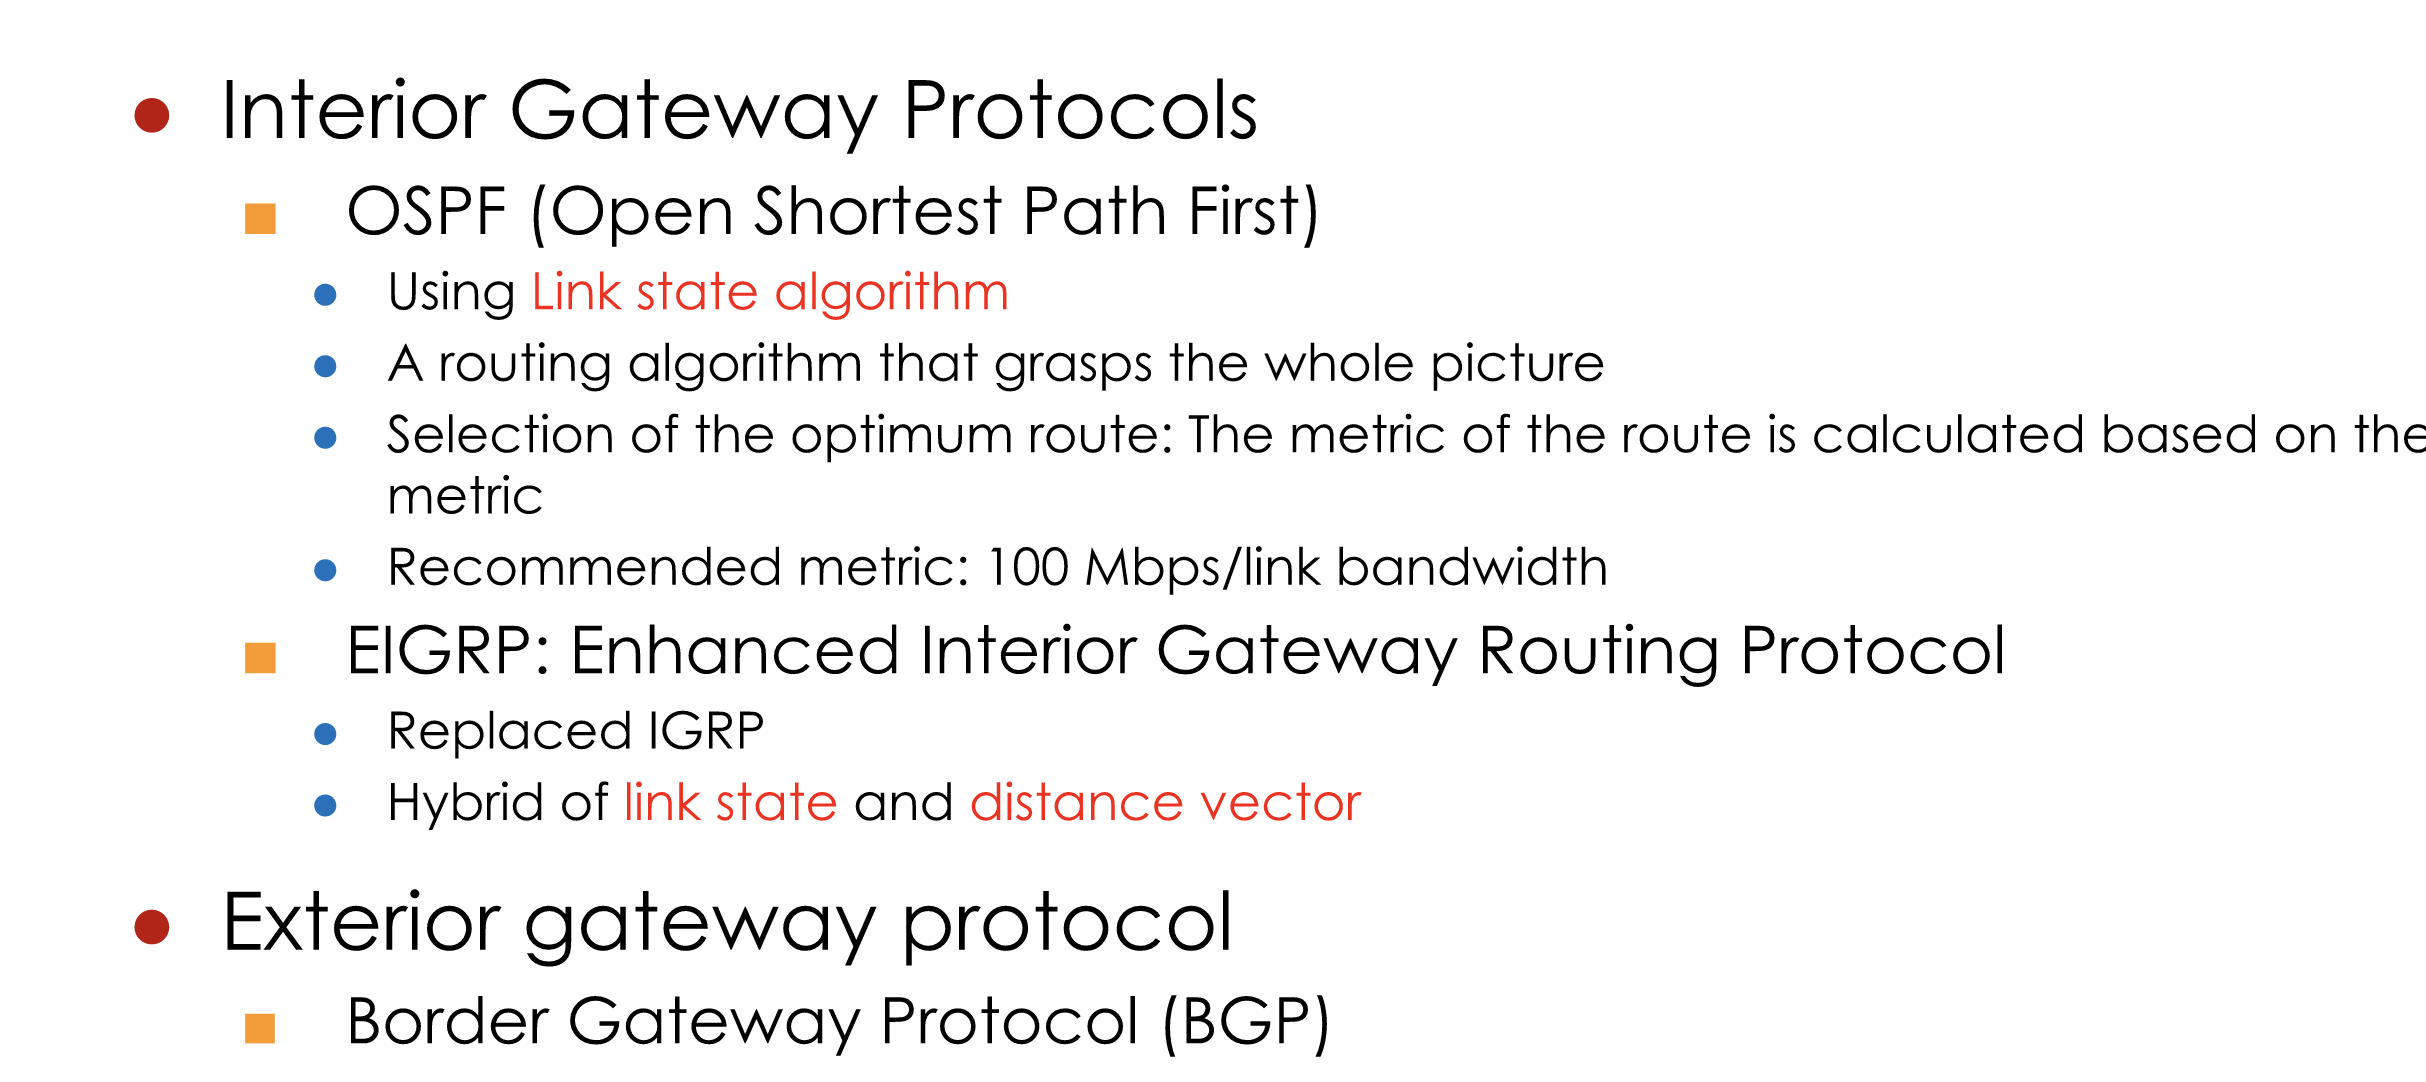 Interior Gateway Protocols
OSPF (Open Shortest Path First)
Using Link state algorithm
A routing algorithm that grasps the whole picture
Selection of the optimum route: The metric of the route is calculated based on the
metric
Recommended metric: 100 Mbps/link bandwidth
EIGRP: Enhanced Interior Gateway Routing Protocol
Replaced IGRP
Hybrid of link state and distance vector
Exterior gateway protocol
Border Gateway Protocol (BGP)